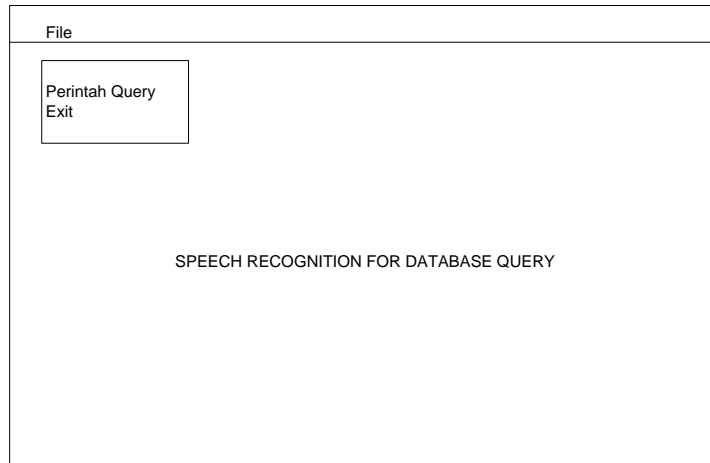 File
Perintah Query
Exit
SPEECH RECOGNITION FOR DATABASE QUERY